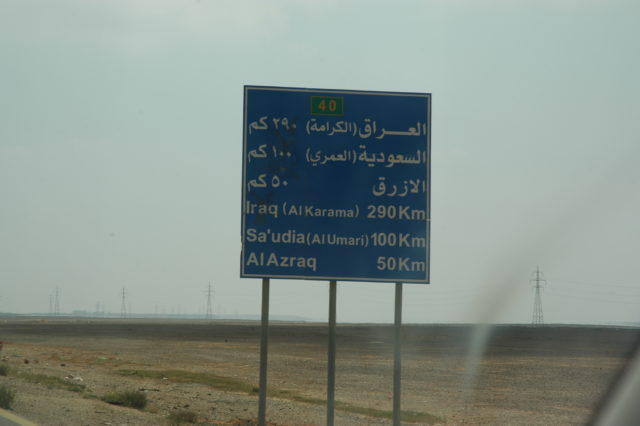 40
العراق (الكرامة) ٢٩٠ كم
السعودية (العمري) ١٠٠ كم
الازرق ٥٠ كم
Iraq (Al Karama) 290 Km
Sa'udia (Al Umari) 100 Km
Al Azraq 50 Km